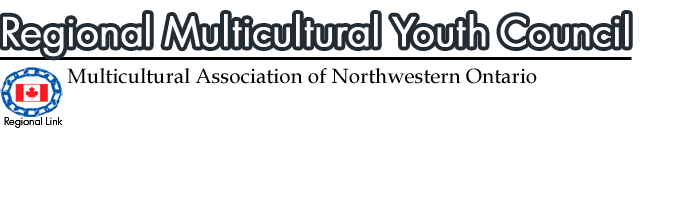 Regional Multicultural Youth Council
Multicultural Association of Northwestern Ontario
Regional Link